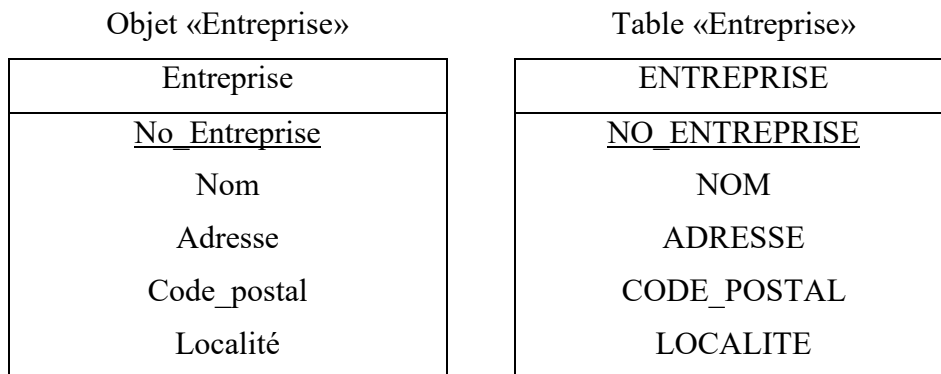 Objet «Entreprise»
Entreprise
No_Entreprise
Nom
Adresse
Code_postal
Localité
Table «Entreprise»
ENTREPRISE
NO_ENTREPRISE
NOM
ADRESSE
CODE_POSTAL
LOCALITE